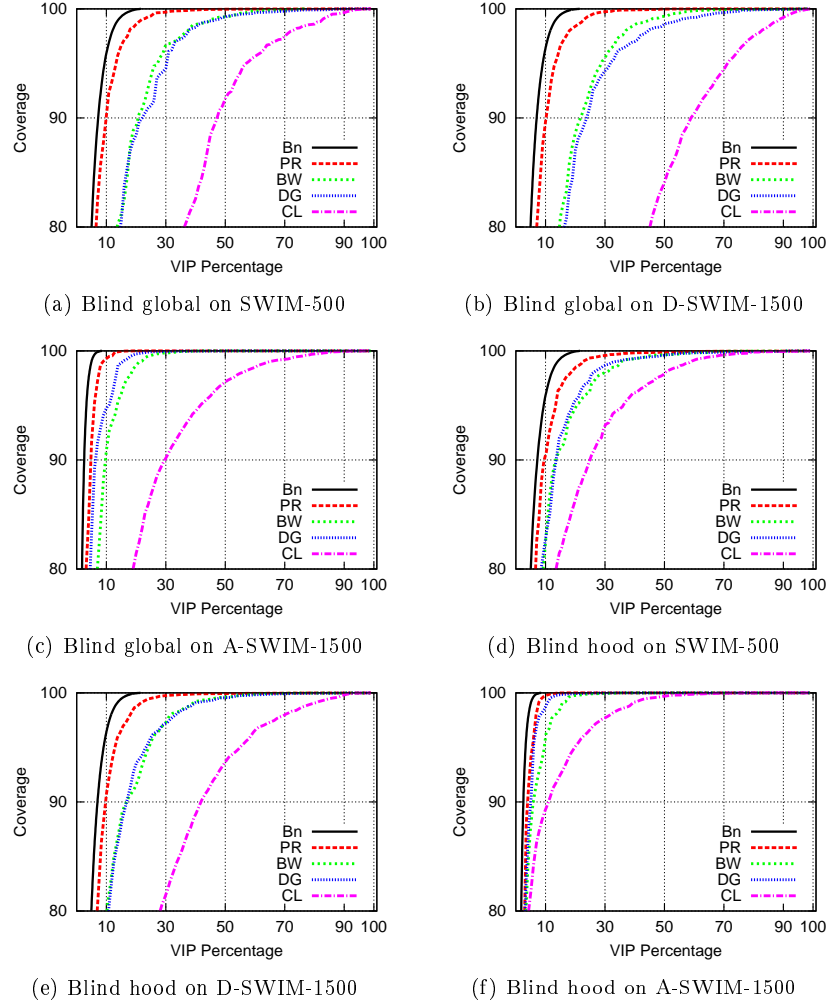 100
90
80
Coverage
Bn
PR
BW
DG
CL
10 30 50 70 90 100
VIP Percentage
(a) Blind global on SWIM-500
100
90
80
Coverage
Bn
PR
BW
DG
CL
10 30 50 70 90 100
VIP Percentage
(b) Blind global on D-SWIM-1500
100
90
80
Coverage
Bn
PR
BW
DG
CL
10 30 50 70 90 100
VIP Percentage
(c) Blind global on A-SWIM-1500
100
90
80
Coverage
Bn
PR
BW
DG
CL
10 30 50 70 90 100
VIP Percentage
(d) Blind hood on SWIM-500
100
90
80
Coverage
Bn
PR
BW
DG
CL
10 30 50 70 90 100
VIP Percentage
(e) Blind hood on D-SWIM-1500
100
90
80
Coverage
Bn
PR
BW
DG
CL
10 30 50 70 90 100
VIP Percentage
(f) Blind hood on A-SWIM-1500